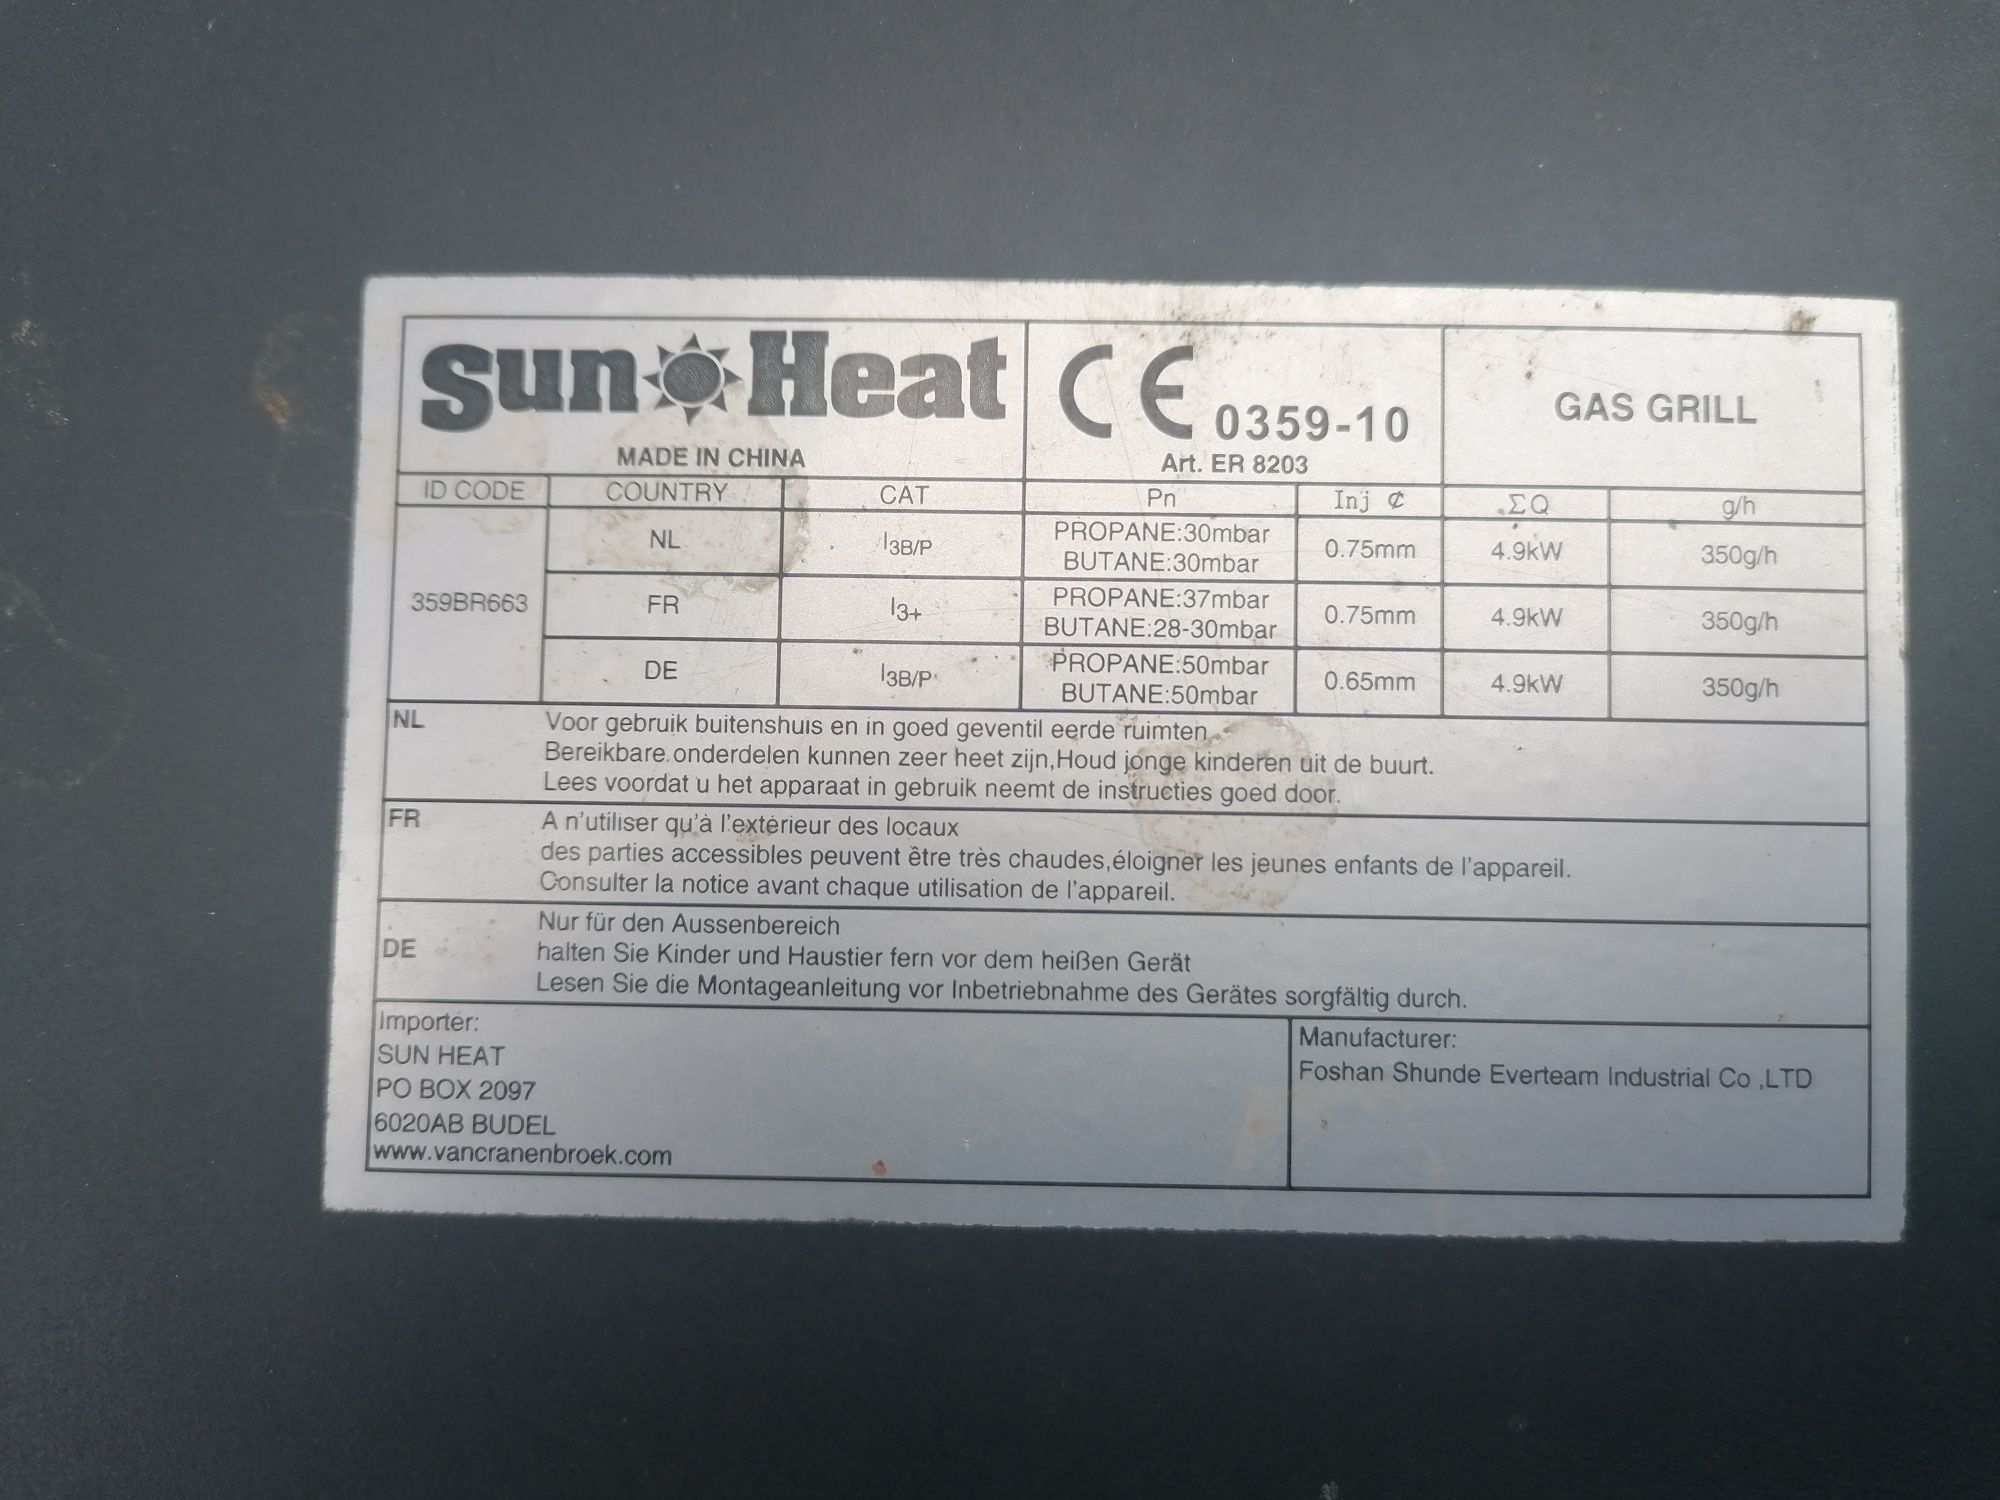 Sun Heat
MADE IN CHINA
CE 0359-10
Art. ER 8203
GAS GRILL
ID CODE COUNTRY CAT Pn Inj ₵ ΣQ g/h
359BR663
NL I3B/P PROPANE:30mbar BUTANE:30mbar 0.75mm 4.9kW 350g/h
FR I3+ PROPANE:37mbar BUTANE:28-30mbar 0.75mm 4.9kW 350g/h
DE I3B/P PROPANE:50mbar BUTANE:50mbar 0.65mm 4.9kW 350g/h
NL Voor gebruik buitenshuis en in goed geventil eerde ruimten
Bereikbare onderdelen kunnen zeer heet zijn,Houd jonge kinderen uit de buurt.
Lees voordat u het apparaat in gebruik neemt de instructies goed door.
FR A n'utiliser qu'à l'extérieur des locaux
des parties accessibles peuvent être très chaudes,éloigner les jeunes enfants de l'appareil.
Consulter la notice avant chaque utilisation de l'appareil.
DE Nur für den Aussenbereich
halten Sie Kinder und Haustier fern vor dem heißen Gerät
Lesen Sie die Montageanleitung vor Inbetriebnahme des Gerätes sorgfältig durch.
Importer:
SUN HEAT
PO BOX 2097
6020AB BUDEL
www.vancranenbroek.com
Manufacturer:
Foshan Shunde Everteam Industrial Co ,LTD